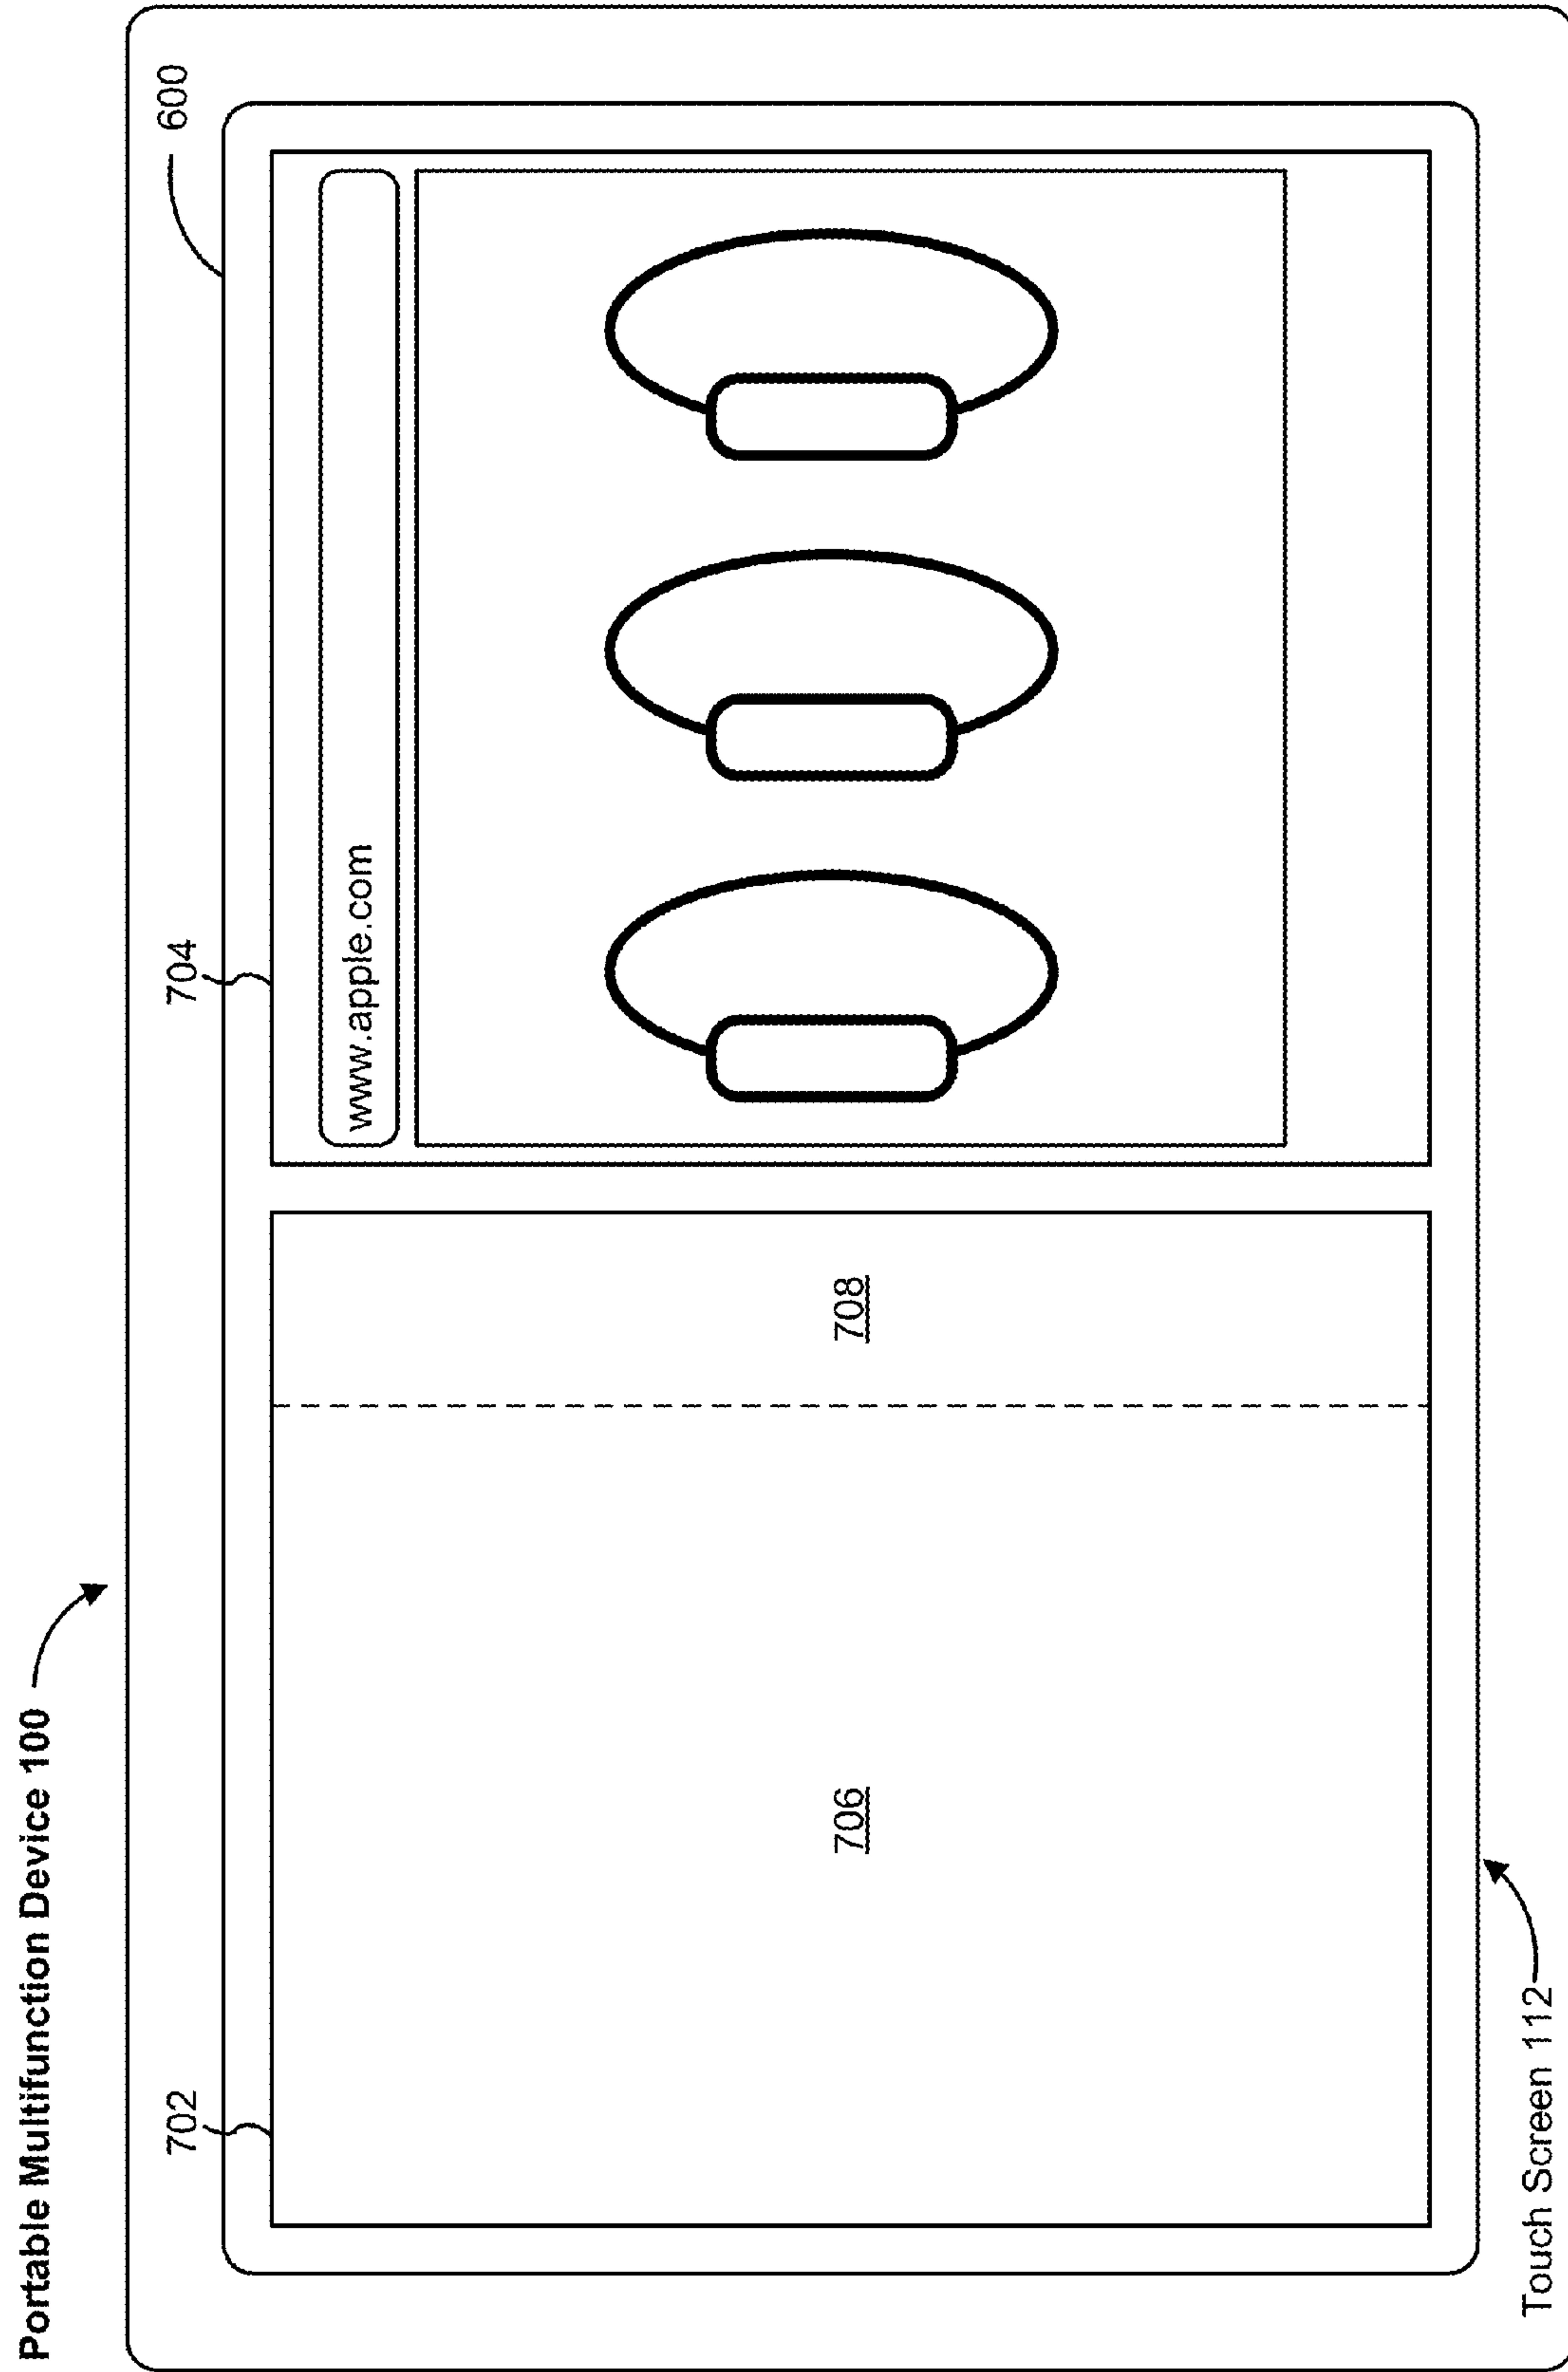 Portable Multifunction Device 100
702
704
600
www.apple.com
706
708
Touch Screen 112